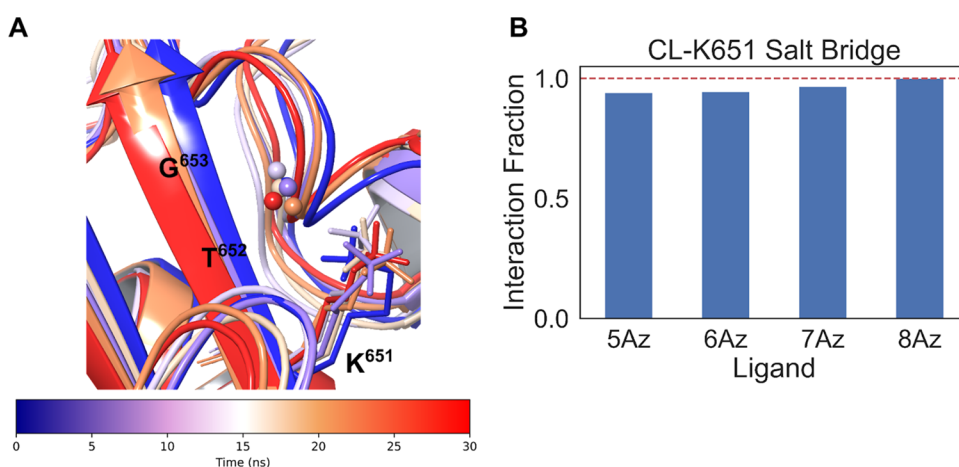 A
G653
T652
K651
0 5 10 15 20 25 30
Time (ns)
B
CL-K651 Salt Bridge
Interaction Fraction
1.0
0.5
0.0
5Az 6Az 7Az 8Az
Ligand